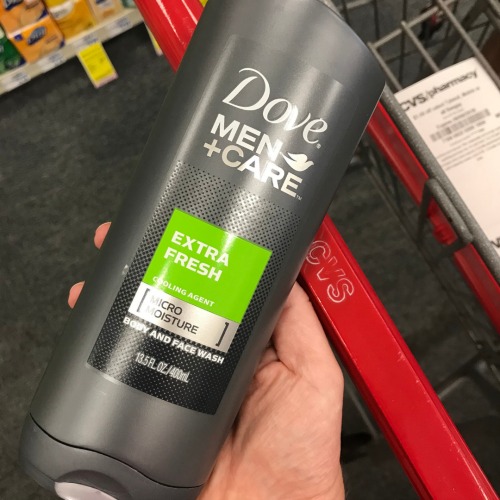 Dove
MEN
+CARE
EXTRA
FRESH
COOLING AGENT
MICRO
MOISTURE
BODY AND FACE WASH
13.5 FL OZ/400mL
CVS
CVS/pharmacy